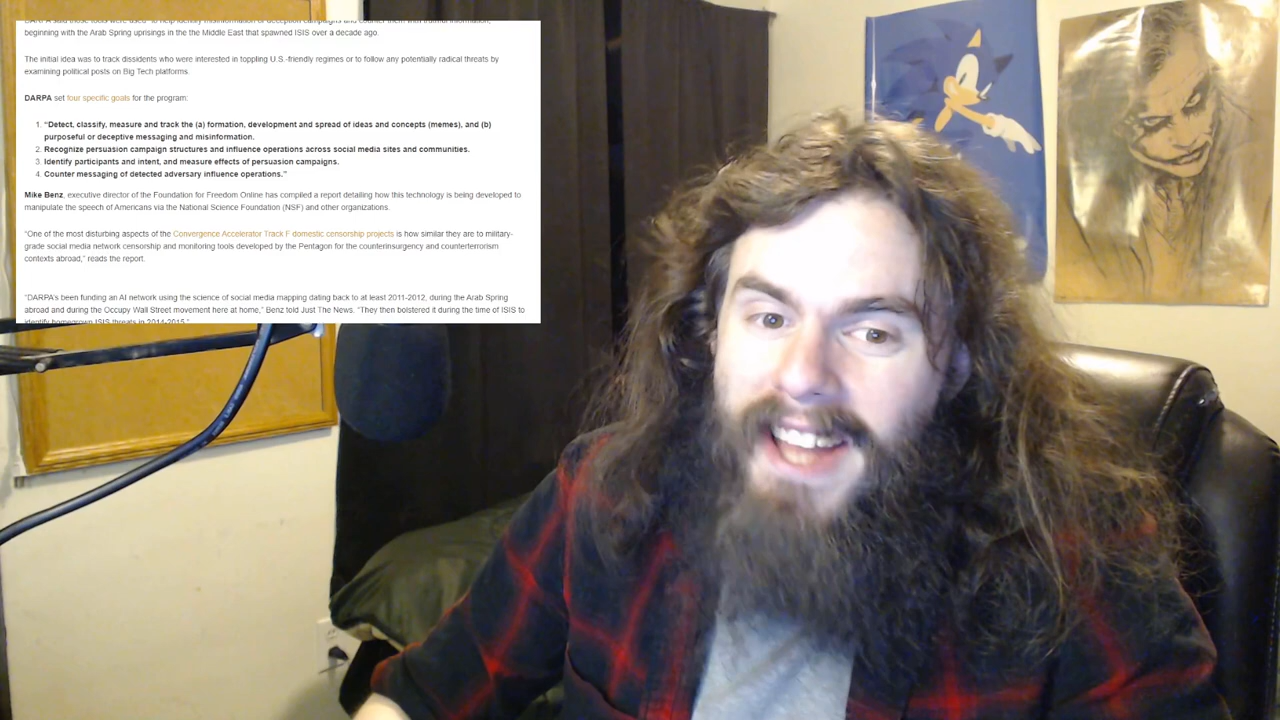 DARPA said these tools were used "to help identify misinformation or deception campaigns and counter them with truthful information,"
beginning with the Arab Spring uprisings in the the Middle East that spawned ISIS over a decade ago.
The initial idea was to track dissidents who were interested in toppling U.S.-friendly regimes or to follow any potentially radical threats by
examining political posts on Big Tech platforms.
DARPA set four specific goals for the program:
1. "Detect, classify, measure and track the (a) formation, development and spread of ideas and concepts (memes), and (b)
purposeful or deceptive messaging and misinformation.
2. Recognize persuasion campaign structures and influence operations across social media sites and communities.
3. Identify participants and intent, and measure effects of persuasion campaigns.
4. Counter messaging of detected adversary influence operations."
Mike Benz, executive director of the Foundation for Freedom Online has compiled a report detailing how this technology is being developed to
manipulate the speech of Americans via the National Science Foundation (NSF) and other organizations.
"One of the most disturbing aspects of the Convergence Accelerator Track F domestic censorship projects is how similar they are to military-
grade social media network censorship and monitoring tools developed by the Pentagon for the counterinsurgency and counterterrorism
contexts abroad," reads the report.
"DARPA's been funding an AI network using the science of social media mapping dating back to at least 2011-2012, during the Arab Spring
abroad and during the Occupy Wall Street movement here at home," Benz told Just The News. "They then bolstered it during the time of ISIS to
identify homegrown ISIS threats in 2014-2015."